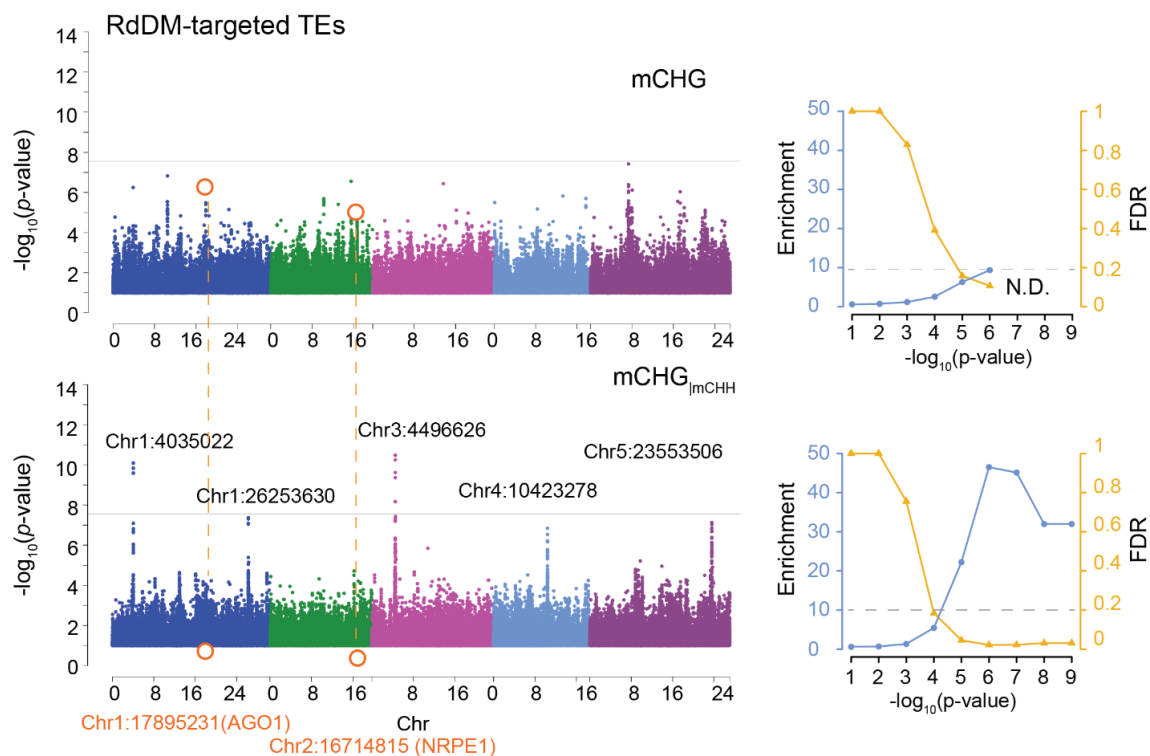 RdDM-targeted TEs
mCHG
-log10(p-value)
14
12
10
8
6
4
2
0
0 8 16 24 0 8 16 0 8 16 0 8 16 24
Enrichment
50
40
30
20
10
0
FDR
1
0.8
0.6
0.4
0.2
0
N.D.
1 2 3 4 5 6 7 8 9
-log10(p-value)
mCHG|mCHH
-log10(p-value)
14
12
10
8
6
4
2
0
Chr1:4035022
Chr1:26253630
Chr3:4496626
Chr4:10423278
Chr5:23553506
0 8 16 24 0 8 16 0 8 16 0 8 16 24
Chr
Chr1:17895231(AGO1)
Chr2:16714815 (NRPE1)
Enrichment
50
40
30
20
10
0
FDR
1
0.8
0.6
0.4
0.2
0
1 2 3 4 5 6 7 8 9
-log10(p-value)